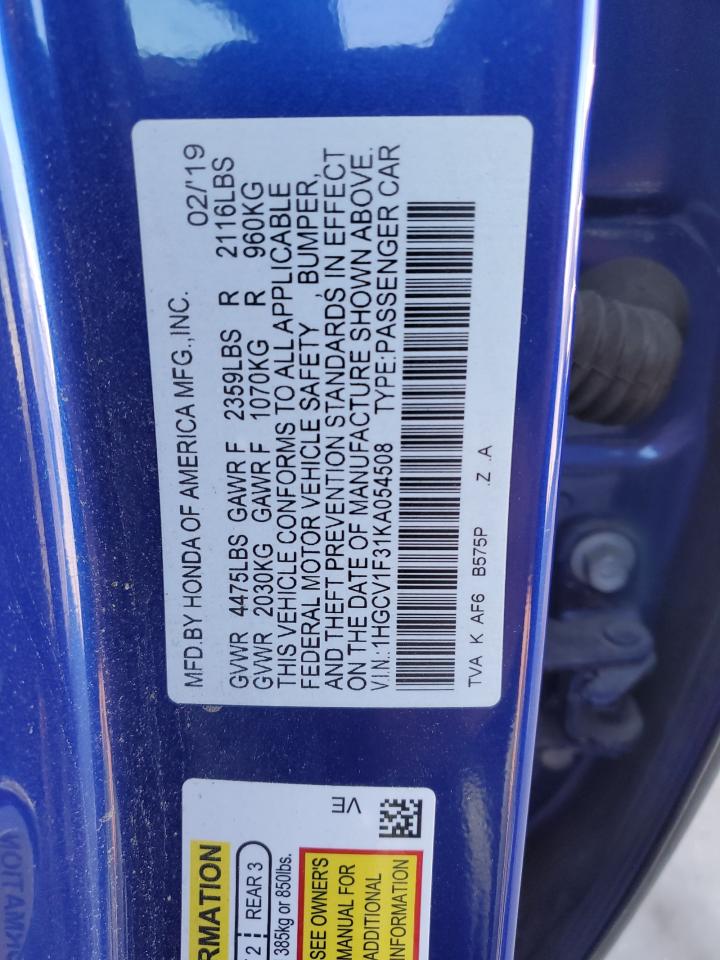 MFD.BY HONDA OF AMERICA MFG.,INC. 02/'19
GVWR 4475LBS GAWR F 2359LBS R 2116LBS
GVWR 2030KG GAWR F 1070KG R 960KG
THIS VEHICLE CONFORMS TO ALL APPLICABLE
FEDERAL MOTOR VEHICLE SAFETY , BUMPER,
AND THEFT PREVENTION STANDARDS IN EFFECT
ON THE DATE OF MANUFACTURE SHOWN ABOVE.
V.I.N.:1HGCV1F31KA054508 TYPE:PASSENGER CAR
TVA K AF6 B575P .Z .A
VE
RMATION
2 REAR 3
385kg or 850lbs.
SEE OWNER'S
MANUAL FOR
ADDITIONAL
INFORMATION